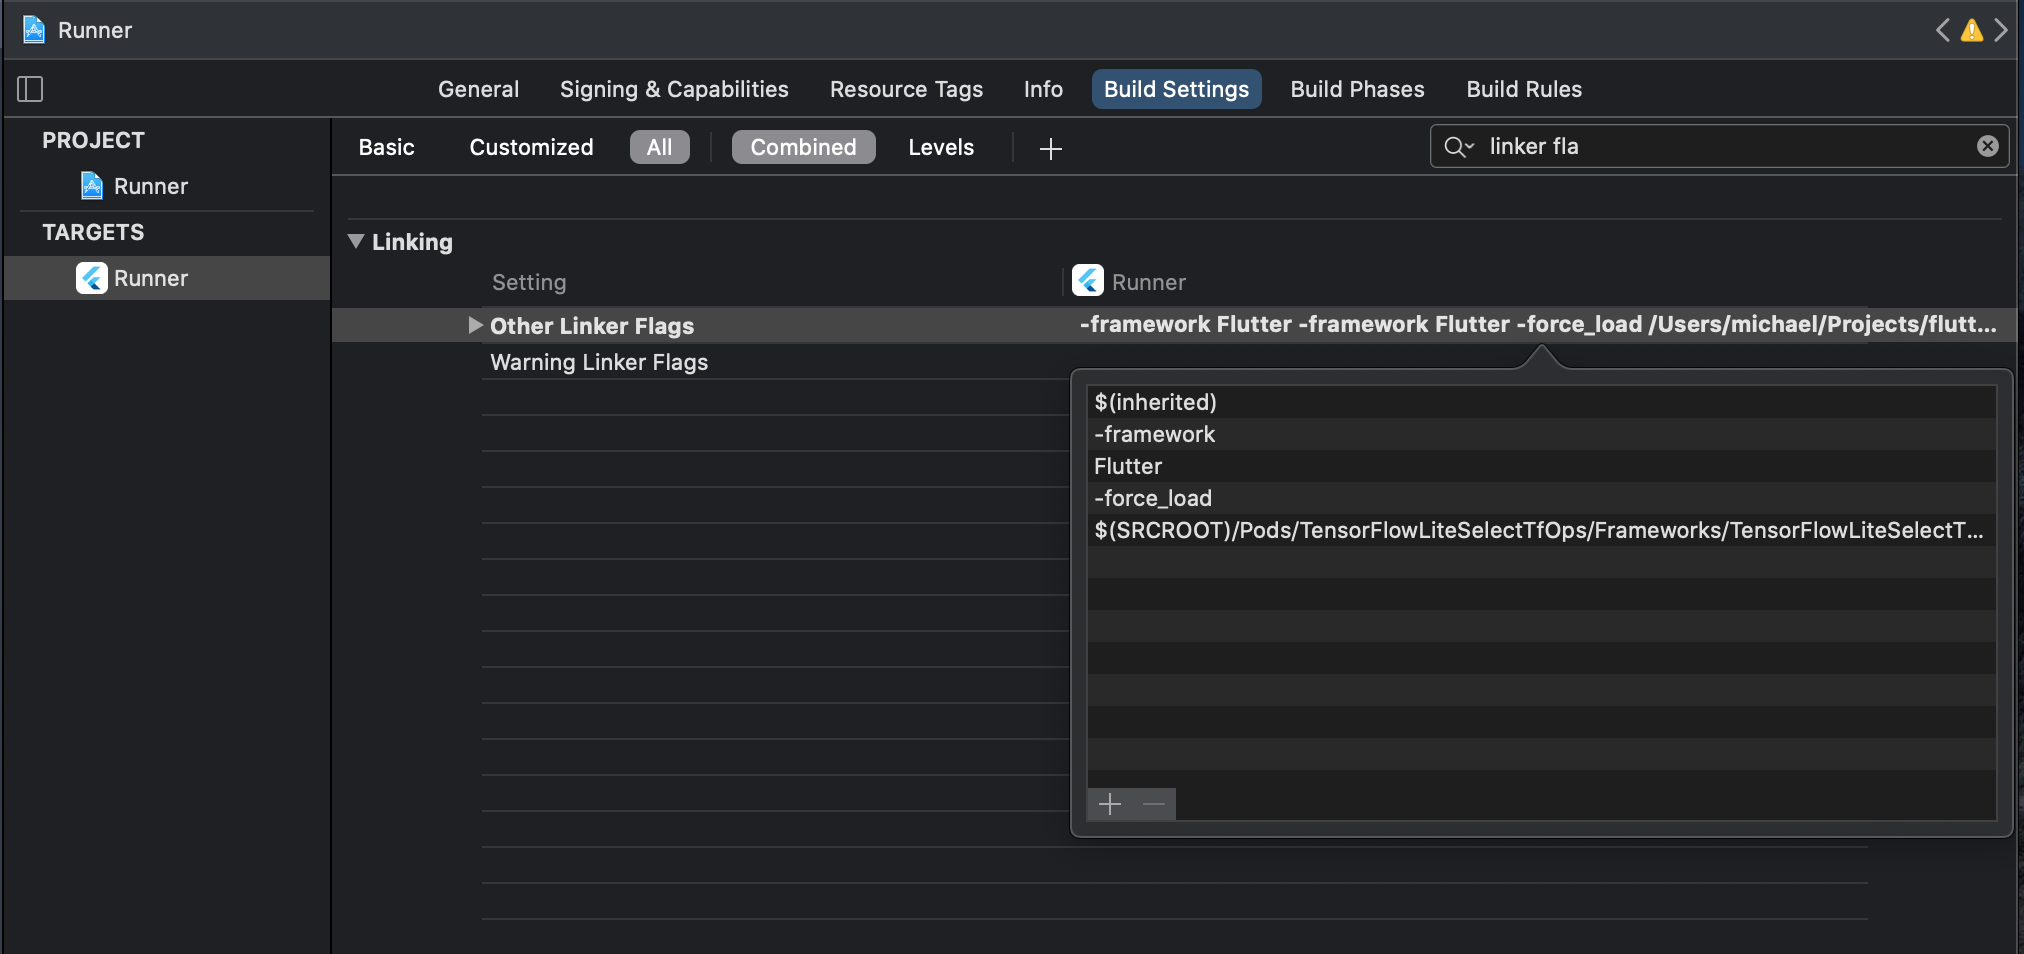 Runner
General Signing & Capabilities Resource Tags Info Build Settings Build Phases Build Rules
PROJECT
Runner
TARGETS
Runner
Basic Customized All Combined Levels
linker fla
Linking
Setting Runner
Other Linker Flags -framework Flutter -framework Flutter -force_load /Users/michael/Projects/flutt...
Warning Linker Flags
$(inherited)
-framework
Flutter
-force_load
$(SRCROOT)/Pods/TensorFlowLiteSelectTfOps/Frameworks/TensorFlowLiteSelectT...